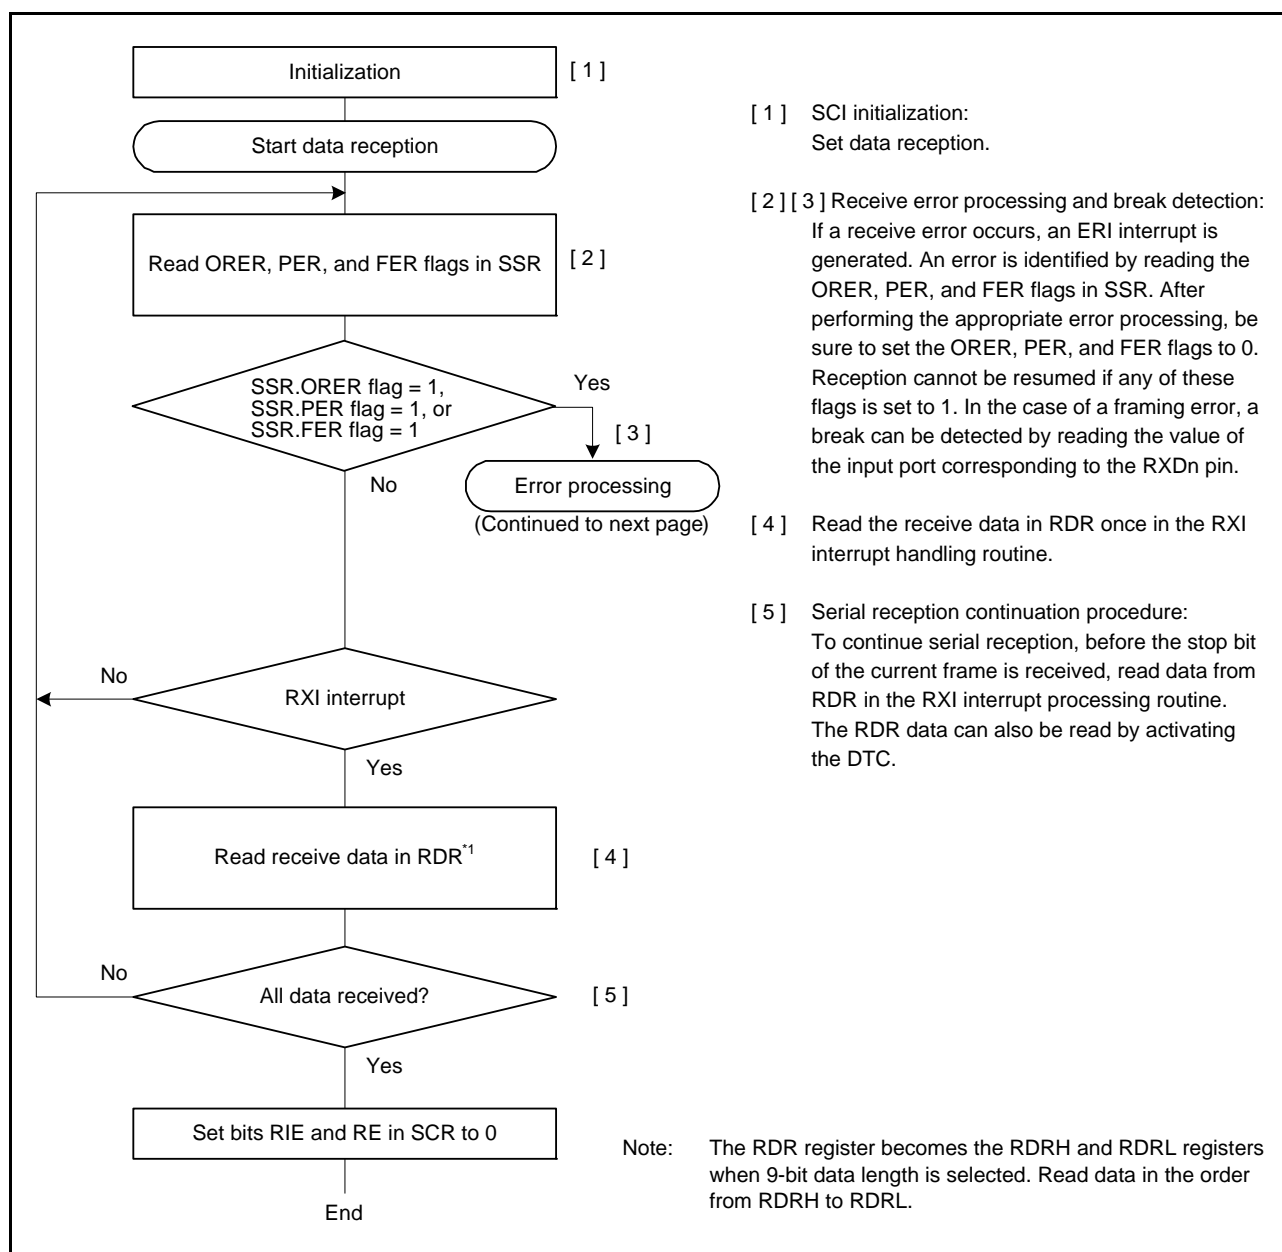 Initialization
[ 1 ]
Start data reception
Read ORER, PER, and FER flags in SSR
[ 2 ]
SSR.ORER flag = 1,
SSR.PER flag = 1, or
SSR.FER flag = 1
Yes
[ 3 ]
No
Error processing
(Continued to next page)
No
RXI interrupt
Yes
Read receive data in RDR*1
[ 4 ]
No
All data received?
[ 5 ]
Yes
Set bits RIE and RE in SCR to 0
End
[ 1 ] SCI initialization:
Set data reception.
[ 2 ] [ 3 ] Receive error processing and break detection:
If a receive error occurs, an ERI interrupt is
generated. An error is identified by reading the
ORER, PER, and FER flags in SSR. After
performing the appropriate error processing, be
sure to set the ORER, PER, and FER flags to 0.
Reception cannot be resumed if any of these
flags is set to 1. In the case of a framing error, a
break can be detected by reading the value of
the input port corresponding to the RXDn pin.
[ 4 ] Read the receive data in RDR once in the RXI
interrupt handling routine.
[ 5 ] Serial reception continuation procedure:
To continue serial reception, before the stop bit
of the current frame is received, read data from
RDR in the RXI interrupt processing routine.
The RDR data can also be read by activating
the DTC.
Note: The RDR register becomes the RDRH and RDRL registers
when 9-bit data length is selected. Read data in the order
from RDRH to RDRL.